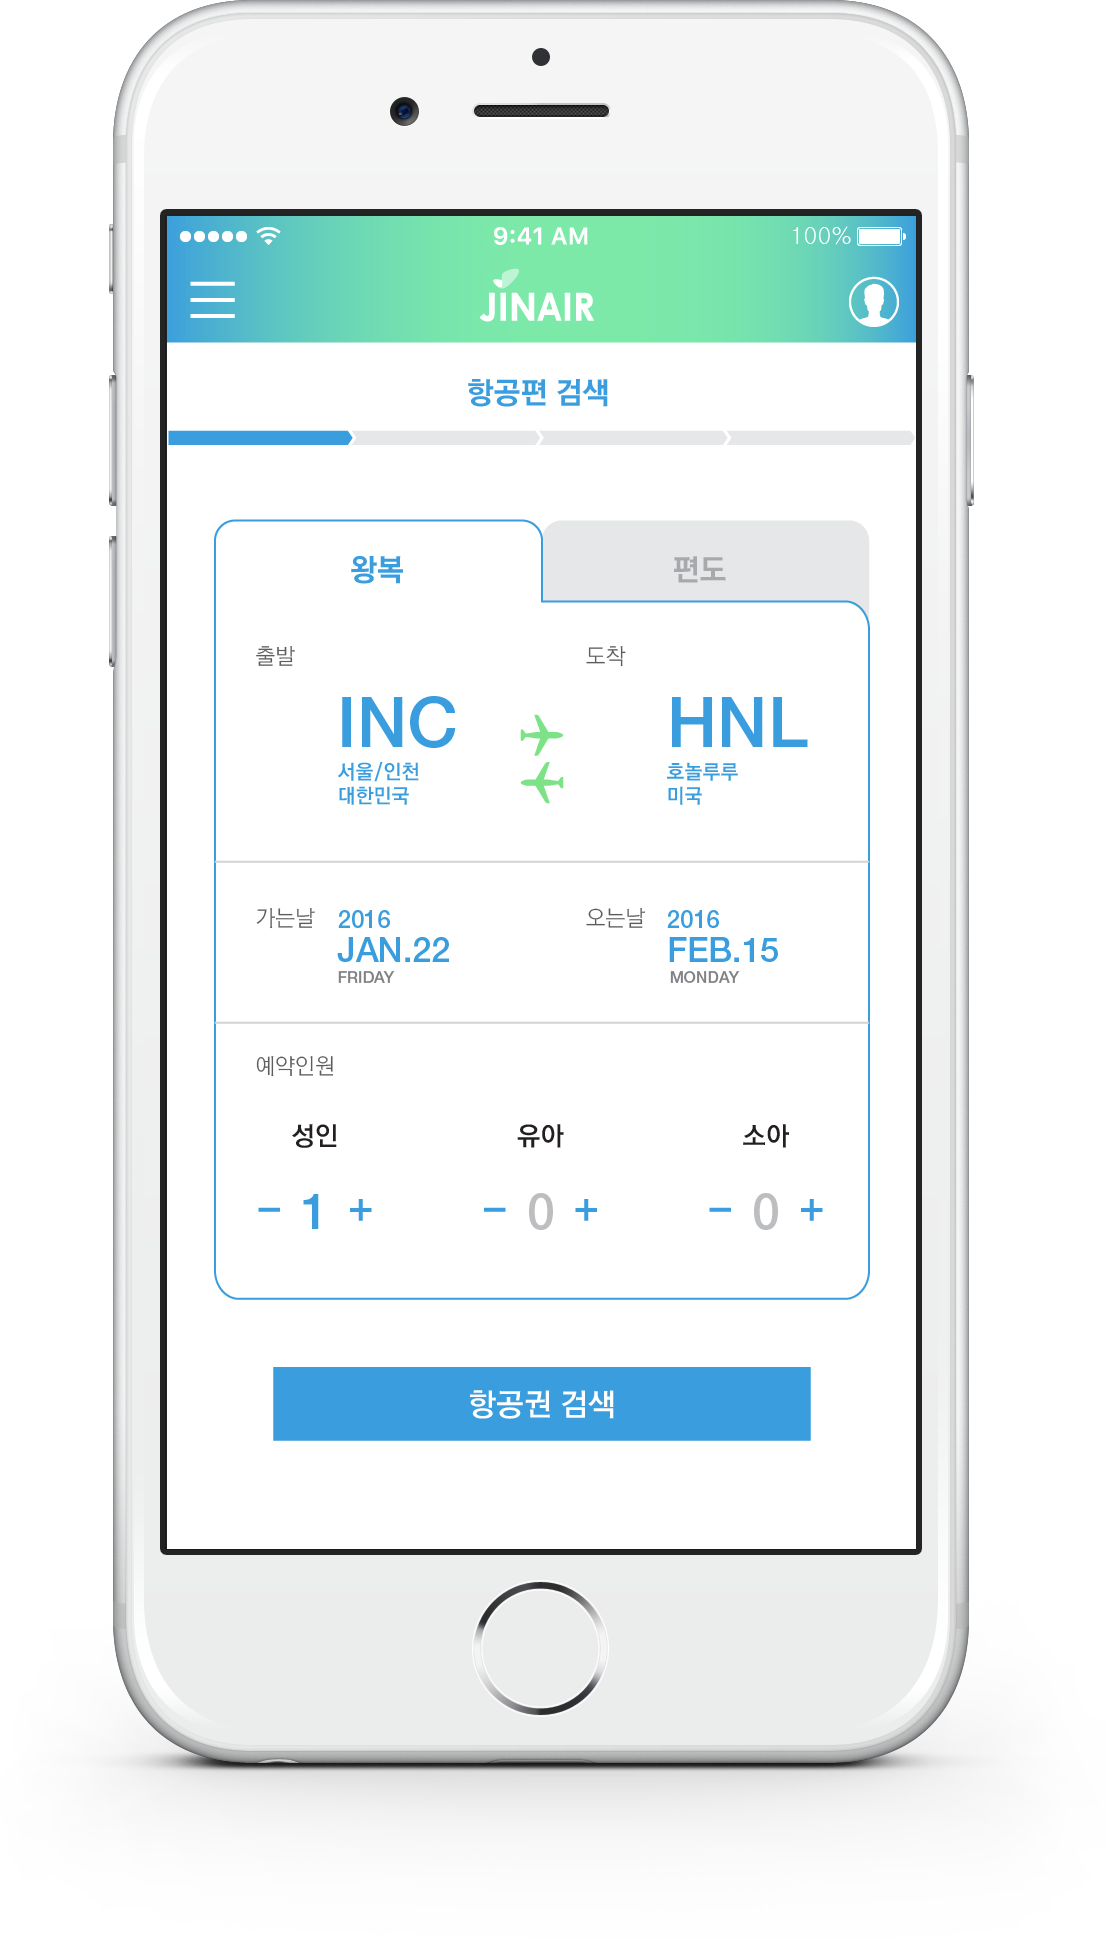 9:41 AM
100%
JINAIR
항공편 검색
왕복
편도
출발
도착
INC
HNL
서울/인천
대한민국
호놀루루
미국
가는날
2016
JAN.22
FRIDAY
오는날
2016
FEB.15
MONDAY
예약인원
성인
유아
소아
- 1 +
- 0 +
- 0 +
항공권 검색